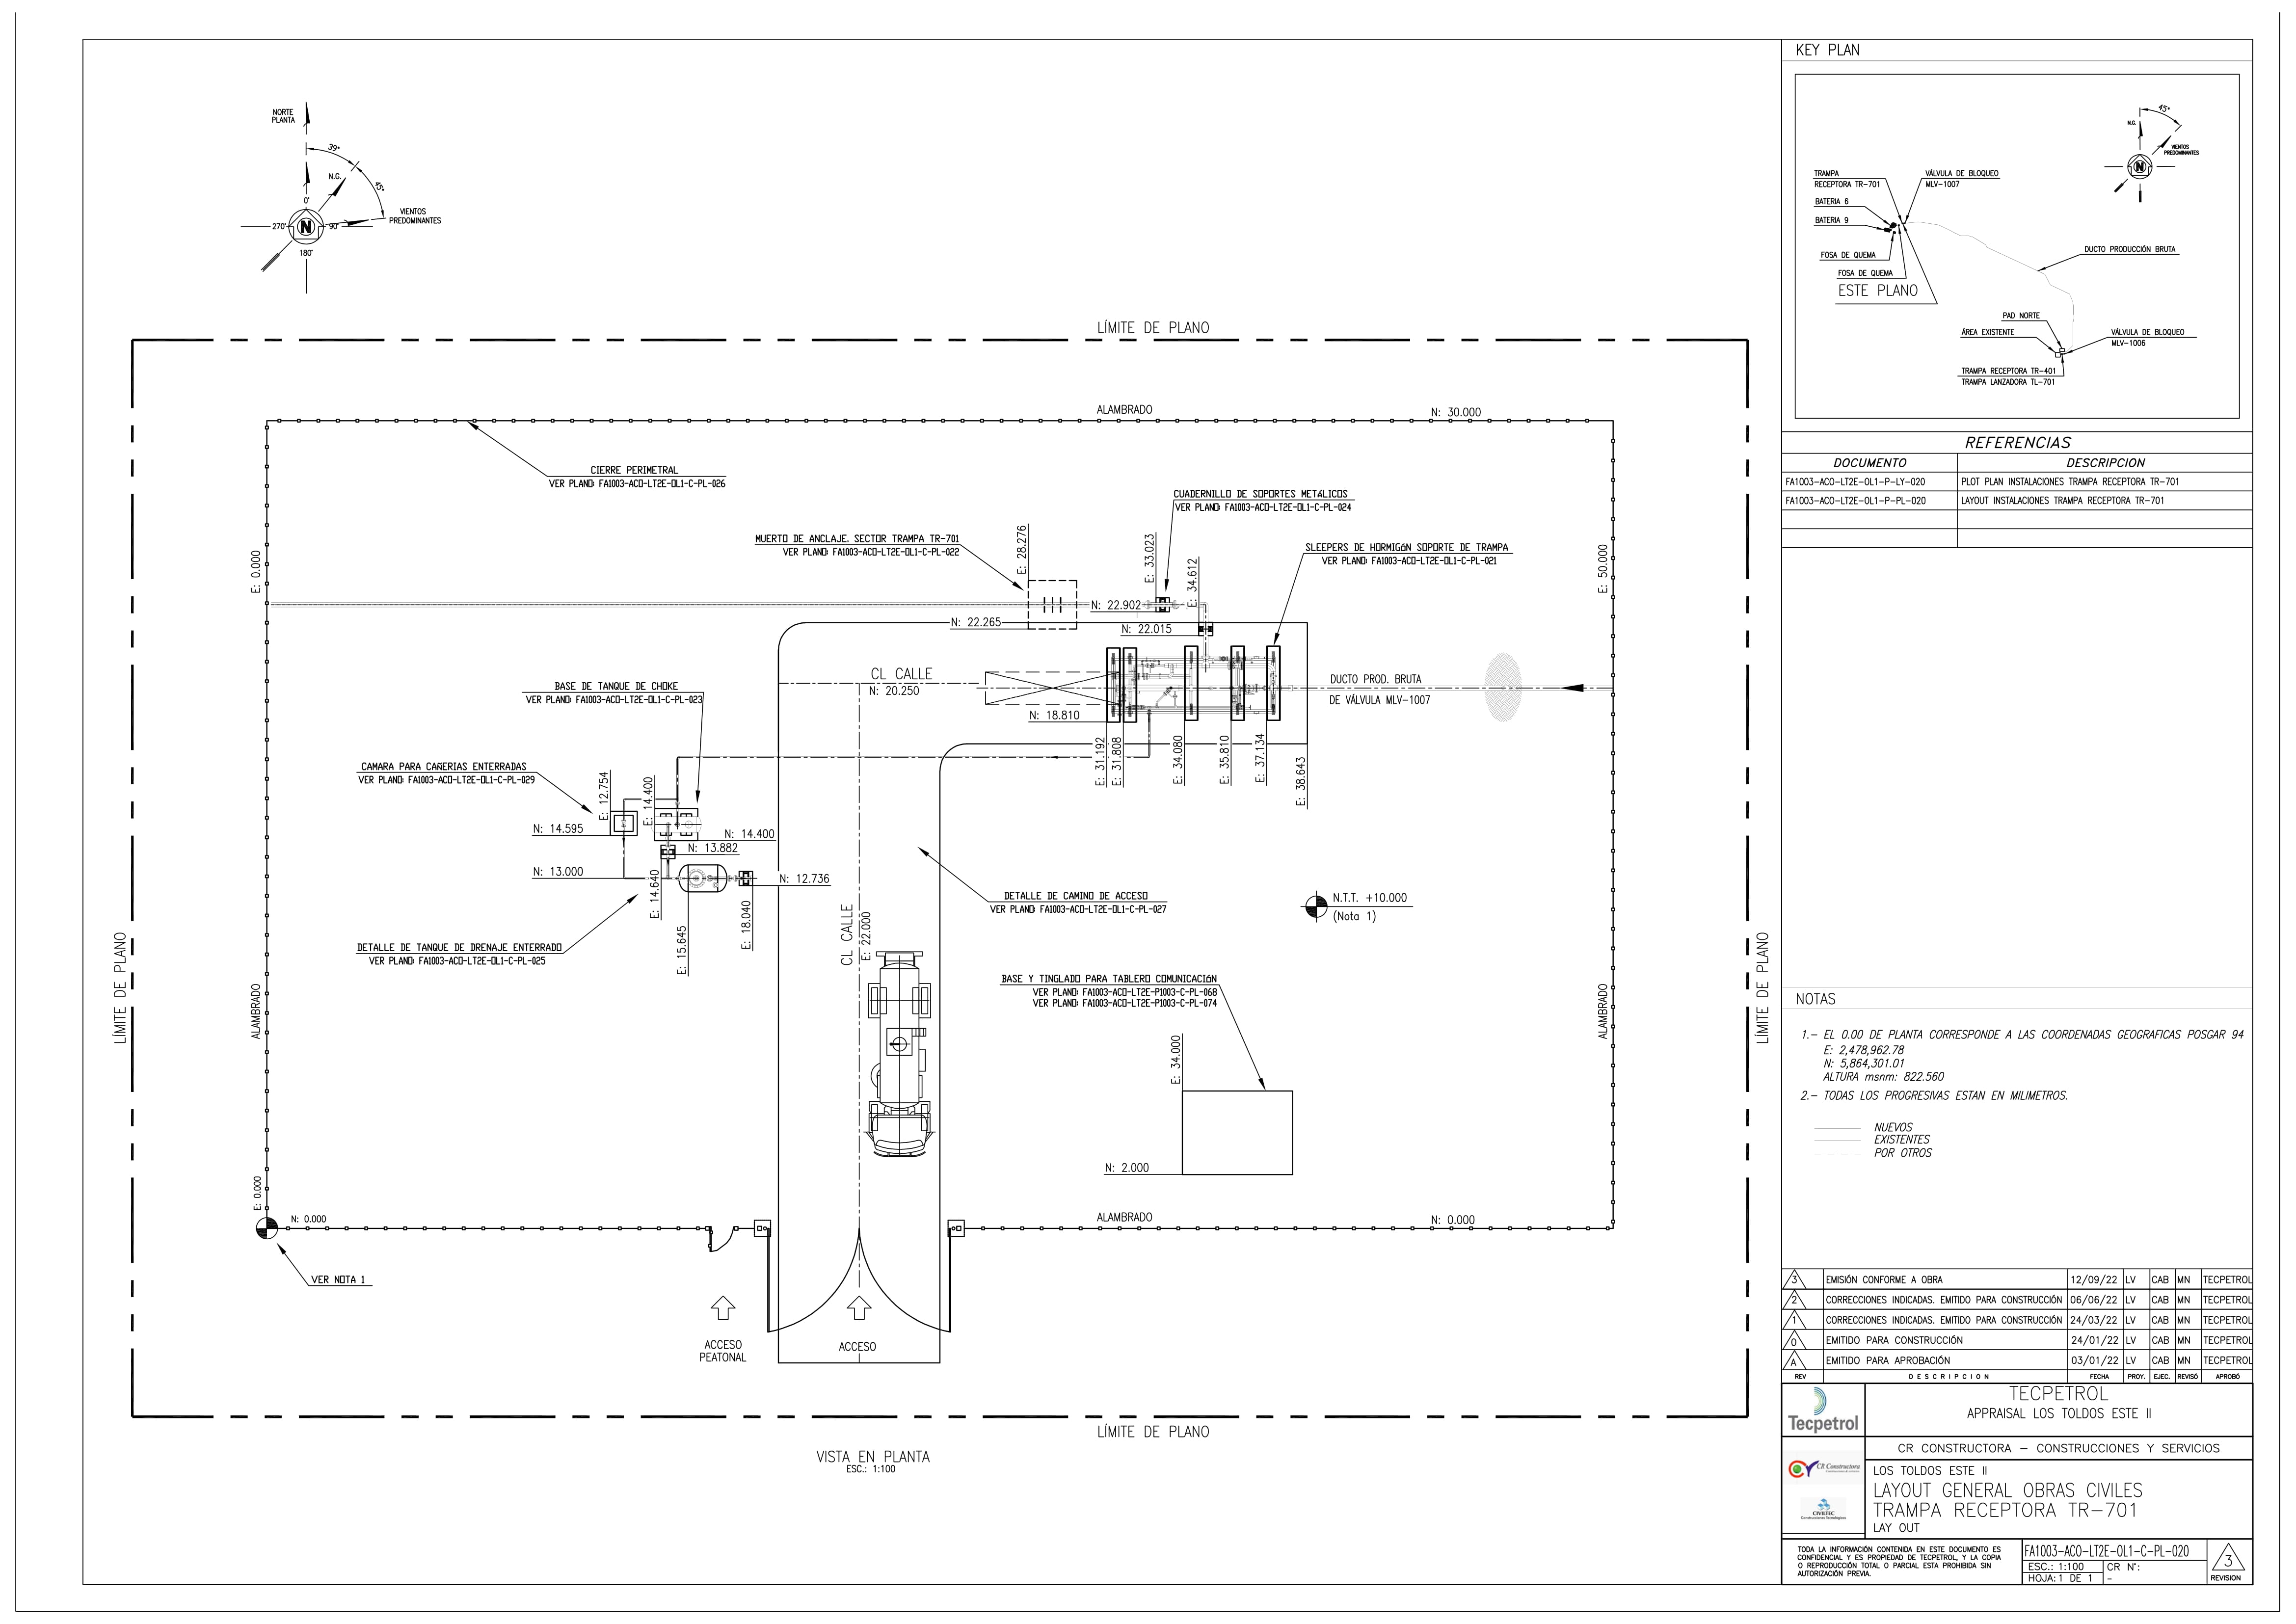 NORTE
PLANTA
39°
N.G.
45°
0°
VIENTOS
PREDOMINANTES
270°
N
90°
180°
LÍMITE DE PLANO
ALAMBRADO
N: 30.000
CIERRE PERIMETRAL
VER PLANO: FA1003-ACO-LT2E-OL1-C-PL-026
CUADERNILLO DE SOPORTES METÁLICOS
VER PLANO: FA1003-ACO-LT2E-OL1-C-PL-024
MUERTO DE ANCLAJE. SECTOR TRAMPA TR-701
VER PLANO: FA1003-ACO-LT2E-OL1-C-PL-022
SLEEPERS DE HORMIGÓN SOPORTE DE TRAMPA
VER PLANO: FA1003-ACO-LT2E-OL1-C-PL-021
E: 0.000
E: 28.276
E: 33.023
E: 34.612
E: 50.000
N: 22.902
N: 22.265
N: 22.015
CL CALLE
N: 20.250
DUCTO PROD. BRUTA
DE VÁLVULA MLV-1007
BASE DE TANQUE DE CHOKE
VER PLANO: FA1003-ACO-LT2E-OL1-C-PL-023
N: 18.810
E: 31.192
E: 31.808
E: 34.080
E: 35.810
E: 37.134
E: 38.643
CAMARA PARA CAÑERIAS ENTERRADAS
VER PLANO: FA1003-ACO-LT2E-OL1-C-PL-029
E: 12.754
E: 14.400
N: 14.595
N: 14.400
N: 13.882
N: 13.000
N: 12.736
E: 14.640
E: 15.645
E: 18.040
DETALLE DE CAMINO DE ACCESO
VER PLANO: FA1003-ACO-LT2E-OL1-C-PL-027
N.T.T. +10.000
(Nota 1)
CL CALLE
E: 22.000
DETALLE DE TANQUE DE DRENAJE ENTERRADO
VER PLANO: FA1003-ACO-LT2E-OL1-C-PL-025
BASE Y TINGLADO PARA TABLERO COMUNICACIÓN
VER PLANO: FA1003-ACO-LT2E-P1003-C-PL-068
VER PLANO: FA1003-ACO-LT2E-P1003-C-PL-074
LÍMITE DE PLANO
ALAMBRADO
ALAMBRADO
LÍMITE DE PLANO
E: 34.000
N: 2.000
E: 0.000
N: 0.000
ALAMBRADO
N: 0.000
VER NOTA 1
ACCESO
PEATONAL
ACCESO
LÍMITE DE PLANO
VISTA EN PLANTA
ESC.: 1:100
KEY PLAN
45°
N.G.
VIENTOS
PREDOMINANTES
N
TRAMPA
RECEPTORA TR-701
VÁLVULA DE BLOQUEO
MLV-1007
BATERIA 6
BATERIA 9
FOSA DE QUEMA
FOSA DE QUEMA
ESTE PLANO
DUCTO PRODUCCIÓN BRUTA
PAD NORTE
ÁREA EXISTENTE
VÁLVULA DE BLOQUEO
MLV-1006
TRAMPA RECEPTORA TR-401
TRAMPA LANZADORA TL-701
REFERENCIAS
DOCUMENTO DESCRIPCION
FA1003-ACO-LT2E-OL1-P-LY-020 PLOT PLAN INSTALACIONES TRAMPA RECEPTORA TR-701
FA1003-ACO-LT2E-OL1-P-PL-020 LAYOUT INSTALACIONES TRAMPA RECEPTORA TR-701
NOTAS
1.- EL 0.00 DE PLANTA CORRESPONDE A LAS COORDENADAS GEOGRAFICAS POSGAR 94
E: 2,478,962.78
N: 5,864,301.01
ALTURA msnm: 822.560
2.- TODAS LOS PROGRESIVAS ESTAN EN MILIMETROS.
NUEVOS
EXISTENTES
POR OTROS
3 EMISIÓN CONFORME A OBRA 12/09/22 LV CAB MN TECPETROL
2 CORRECCIONES INDICADAS. EMITIDO PARA CONSTRUCCIÓN 06/06/22 LV CAB MN TECPETROL
1 CORRECCIONES INDICADAS. EMITIDO PARA CONSTRUCCIÓN 24/03/22 LV CAB MN TECPETROL
0 EMITIDO PARA CONSTRUCCIÓN 24/01/22 LV CAB MN TECPETROL
A EMITIDO PARA APROBACIÓN 03/01/22 LV CAB MN TECPETROL
REV DESCRIPCION FECHA PROY. EJEC. REVISÓ APROBÓ
Tecpetrol
TECPETROL
APPRAISAL LOS TOLDOS ESTE II
CR CONSTRUCTORA – CONSTRUCCIONES Y SERVICIOS
CR Constructora
LOS TOLDOS ESTE II
LAYOUT GENERAL OBRAS CIVILES
TRAMPA RECEPTORA TR-701
LAY OUT
CIVILTEC
Construcciones Tecnológicas
TODA LA INFORMACIÓN CONTENIDA EN ESTE DOCUMENTO ES
CONFIDENCIAL Y ES PROPIEDAD DE TECPETROL, Y LA COPIA
O REPRODUCCIÓN TOTAL O PARCIAL ESTA PROHIBIDA SIN
AUTORIZACIÓN PREVIA.
FA1003-ACO-LT2E-OL1-C-PL-020
ESC.: 1:100 CR N°:
HOJA: 1 DE 1 -
3
REVISION